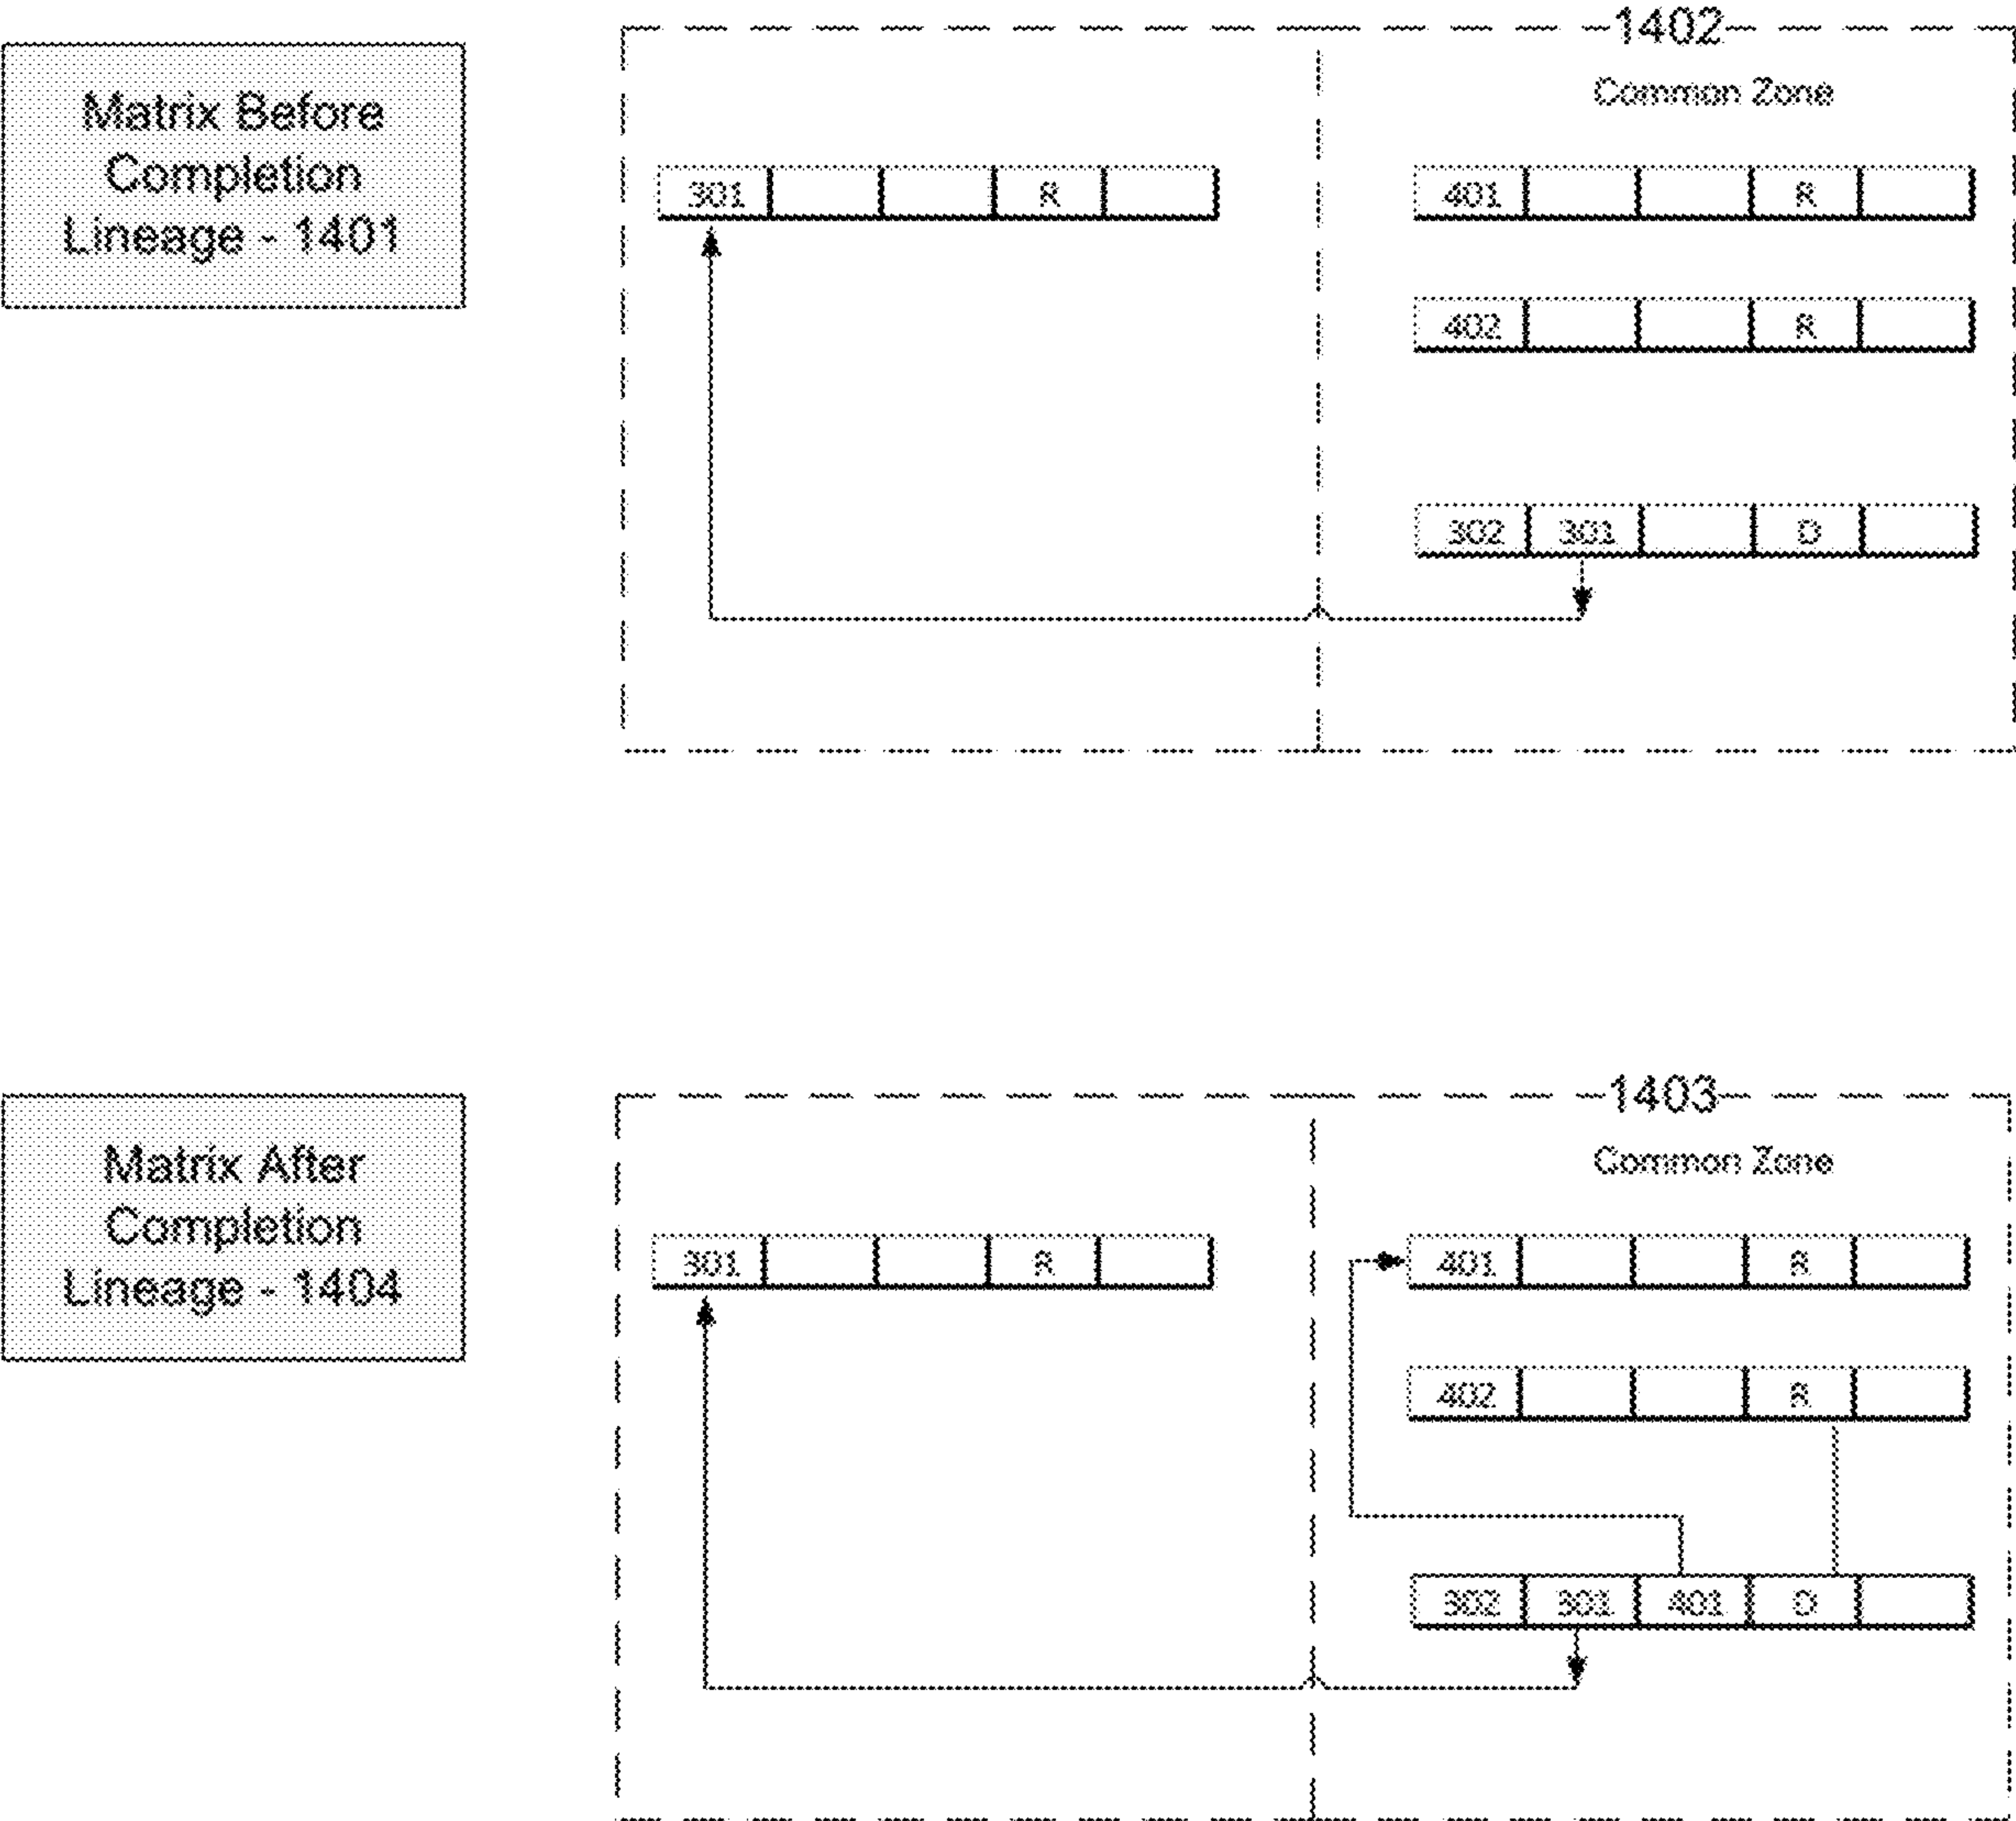 1402
Matrix Before
Completion
Lineage - 1401
Common Zone
301 R
401 R
402 R
302 301 D
1403
Matrix After
Completion
Lineage - 1404
Common Zone
301 R
401 R
402 R
302 301 401 D